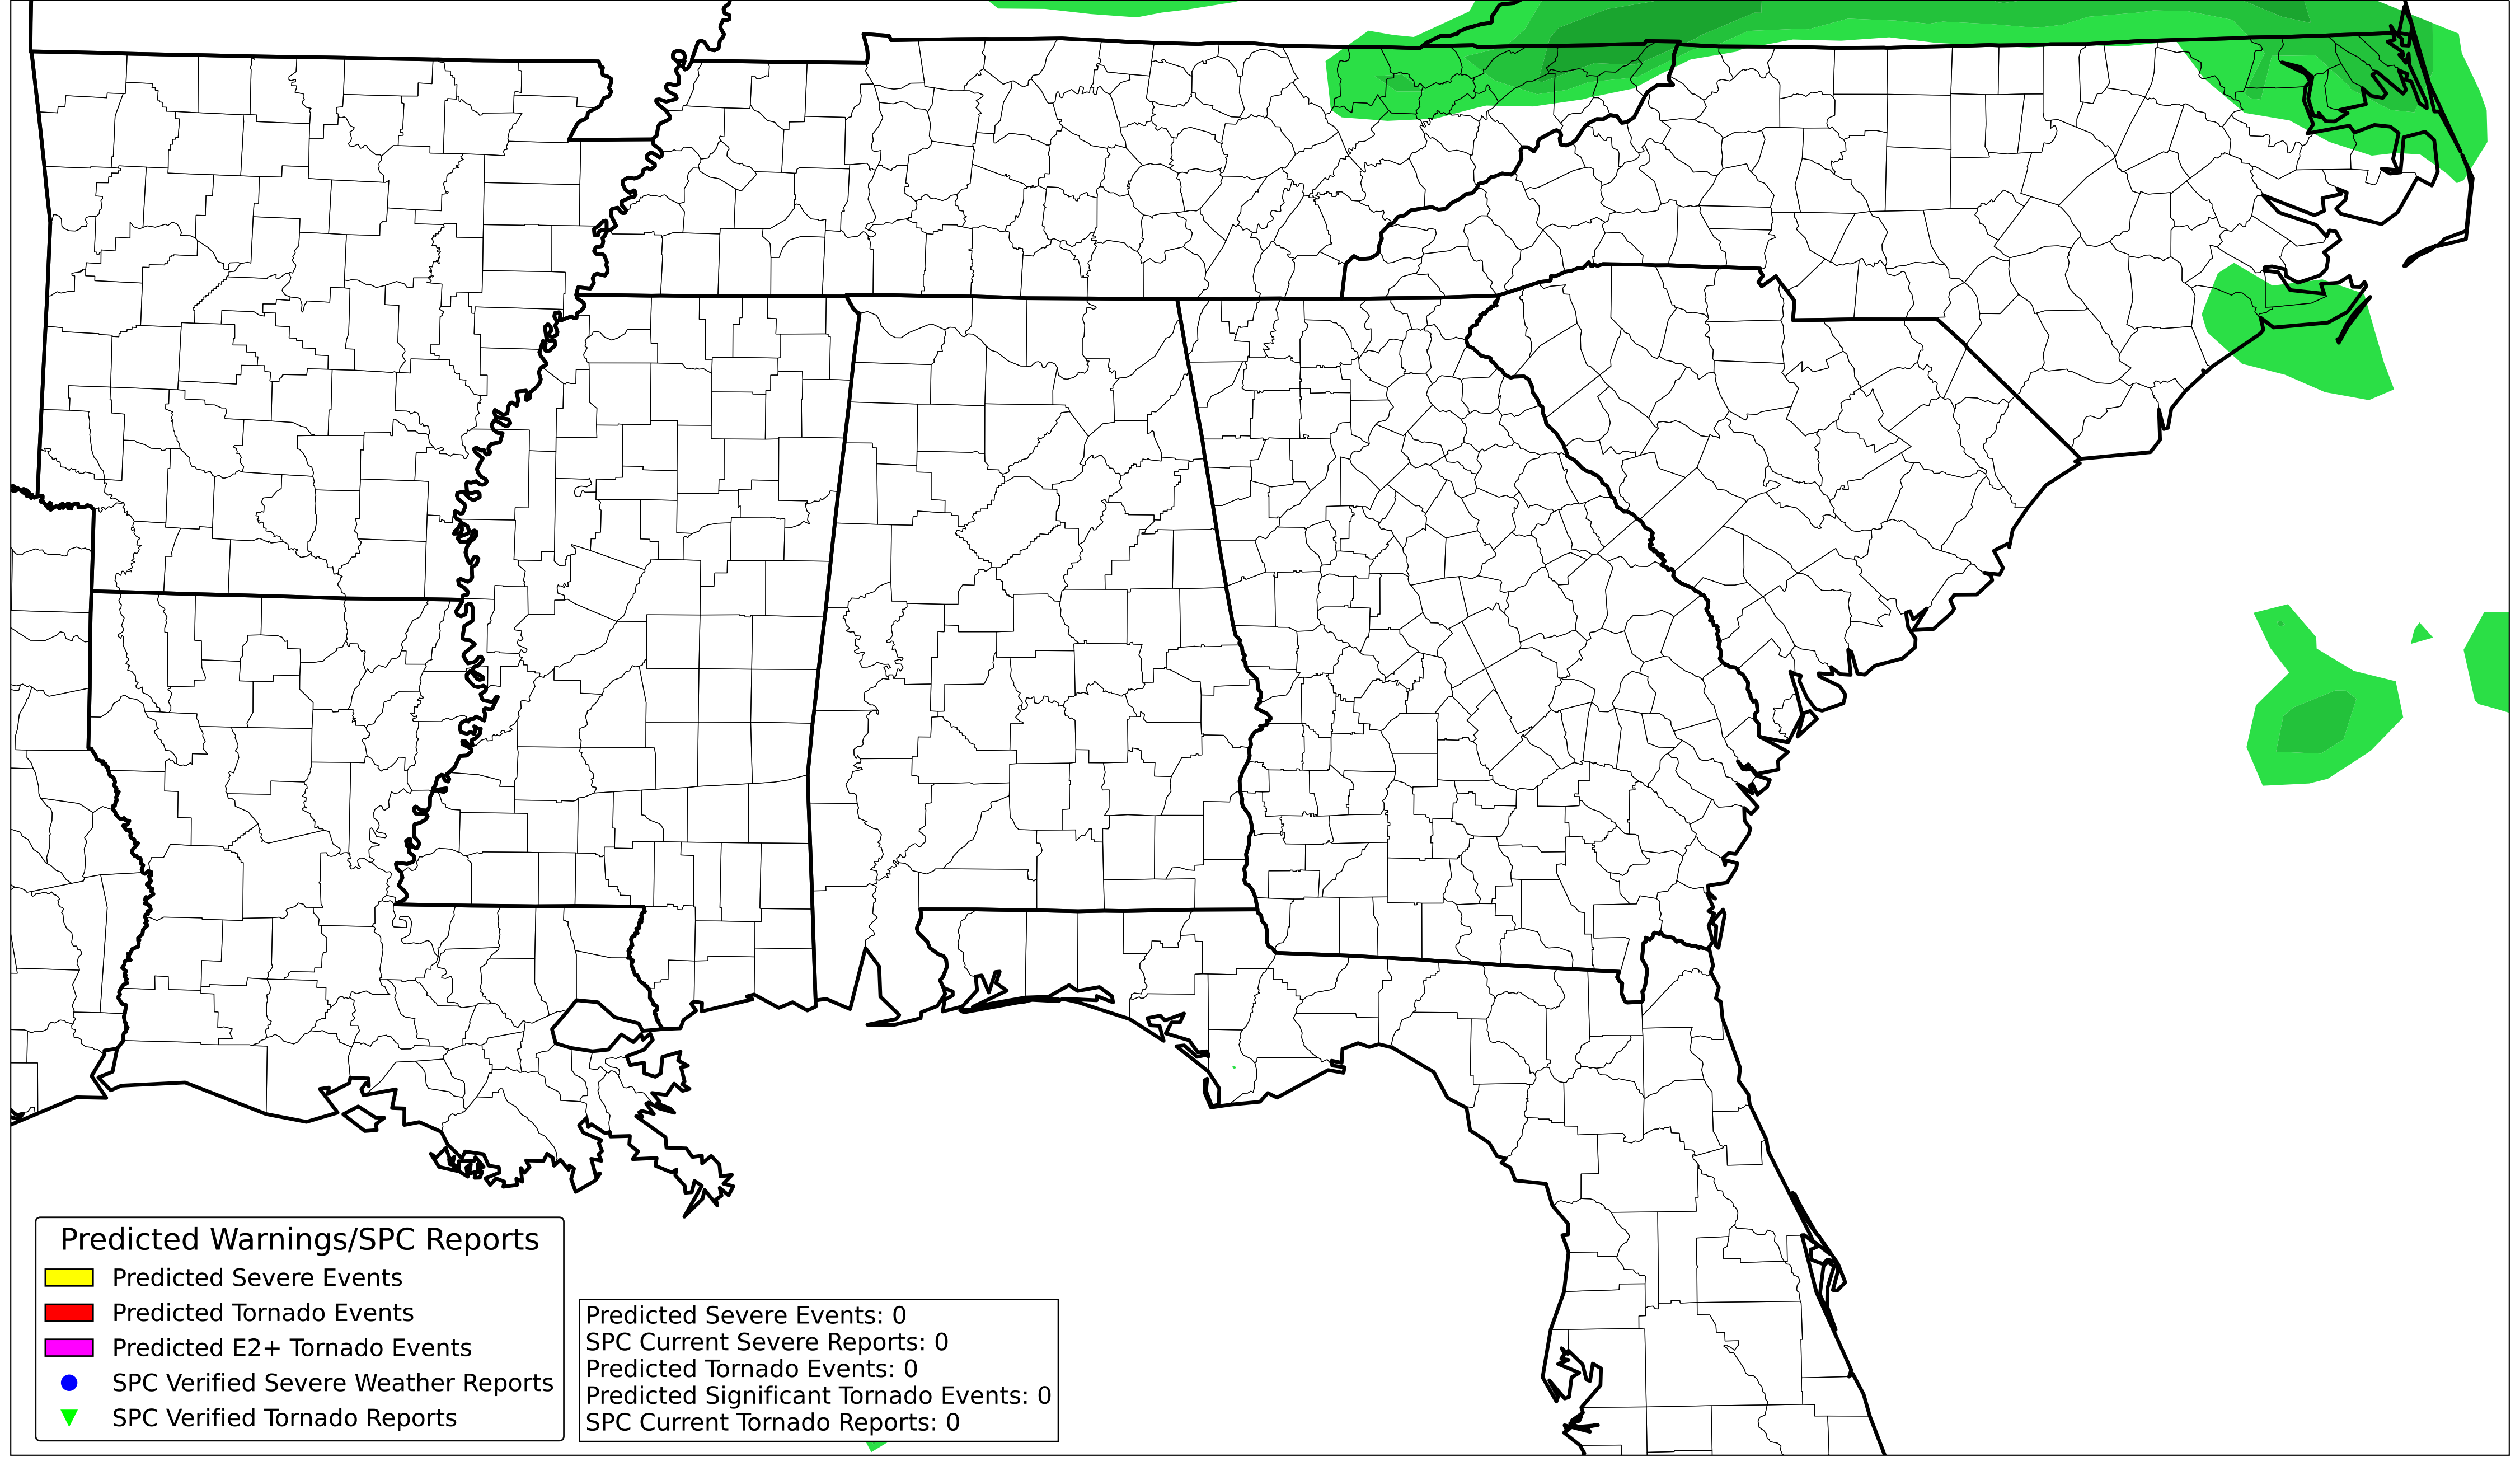 Predicted Warnings/SPC Reports
Predicted Severe Events
Predicted Tornado Events
Predicted E2+ Tornado Events
SPC Verified Severe Weather Reports
SPC Verified Tornado Reports
Predicted Severe Events: 0
SPC Current Severe Reports: 0
Predicted Tornado Events: 0
Predicted Significant Tornado Events: 0
SPC Current Tornado Reports: 0